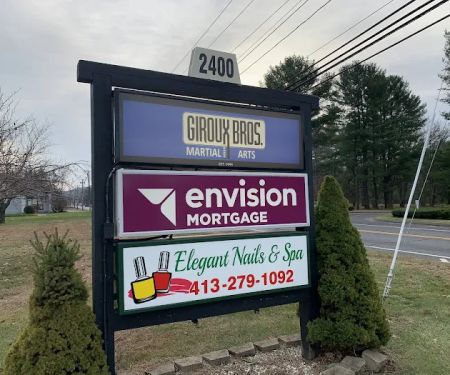 2400
GIROUX BROS.
MARTIAL ARTS
envision
MORTGAGE
Elegant Nails & Spa
413-279-1092